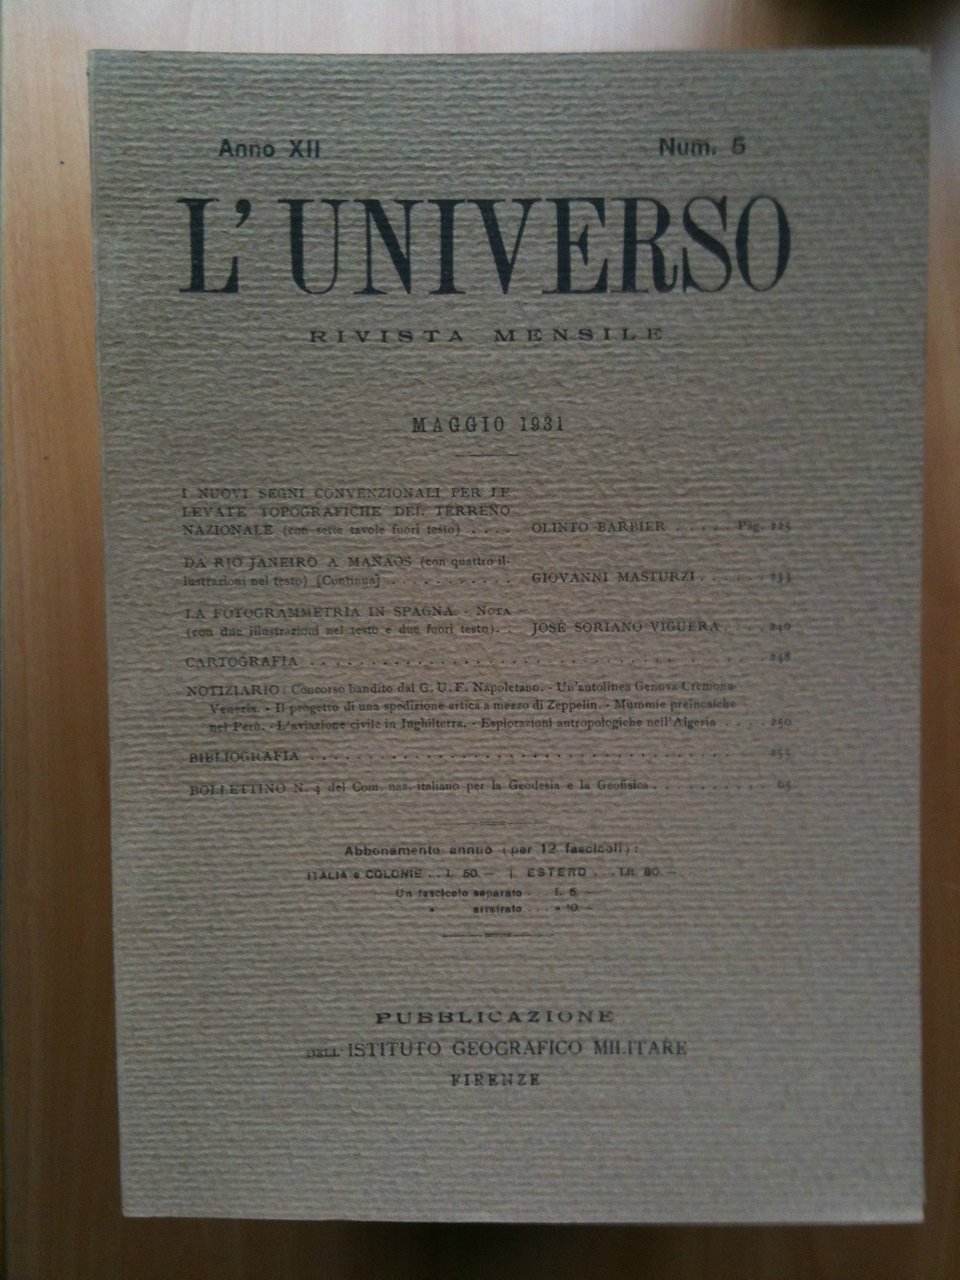 Anno XII Num. 5
L'UNIVERSO
RIVISTA MENSILE
MAGGIO 1931
I NUOVI SEGNI CONVENZIONALI PER LE
LEVATE TOPOGRAFICHE DEL TERRENO
NAZIONALE (con sette tavole fuori testo) .... OLINTO BARBIER ..... Pag. 225
DA RIO JANEIRO A MANÁOS (con quattro il-
lustrazioni nel testo) [Continua] .......... GIOVANNI MASTURZI ...... 233
LA FOTOGRAMMETRIA IN SPAGNA - NOTA
(con due illustrazioni nel testo e due fuori testo). . JOSÉ SORIANO VIGUERA .... 240
CARTOGRAFIA .................................... 248
NOTIZIARIO: Concorso bandito dal G. U. F. Napoletano. - Un'autolinea Genova-Cremona-
Venezia. - Il progetto di una spedizione artica a mezzo di Zeppelin. - Mummie preincaiche
nel Perù. - L'aviazione civile in Inghilterra. - Esplorazioni antropologiche nell'Algeria .... 250
BIBLIOGRAFIA .................................... 255
BOLLETTINO N. 4 del Com. naz. italiano per la Geodesia e la Geofisica .......... 65
Abbonamento annuo (per 12 fascicoli):
ITALIA e COLONIE ... L. 50.— | ESTERO ... Lit. 80.—
Un fascicolo separato ... L. 5.—
» arretrato ... » 10.—
PUBBLICAZIONE
DELL'ISTITUTO GEOGRAFICO MILITARE
FIRENZE